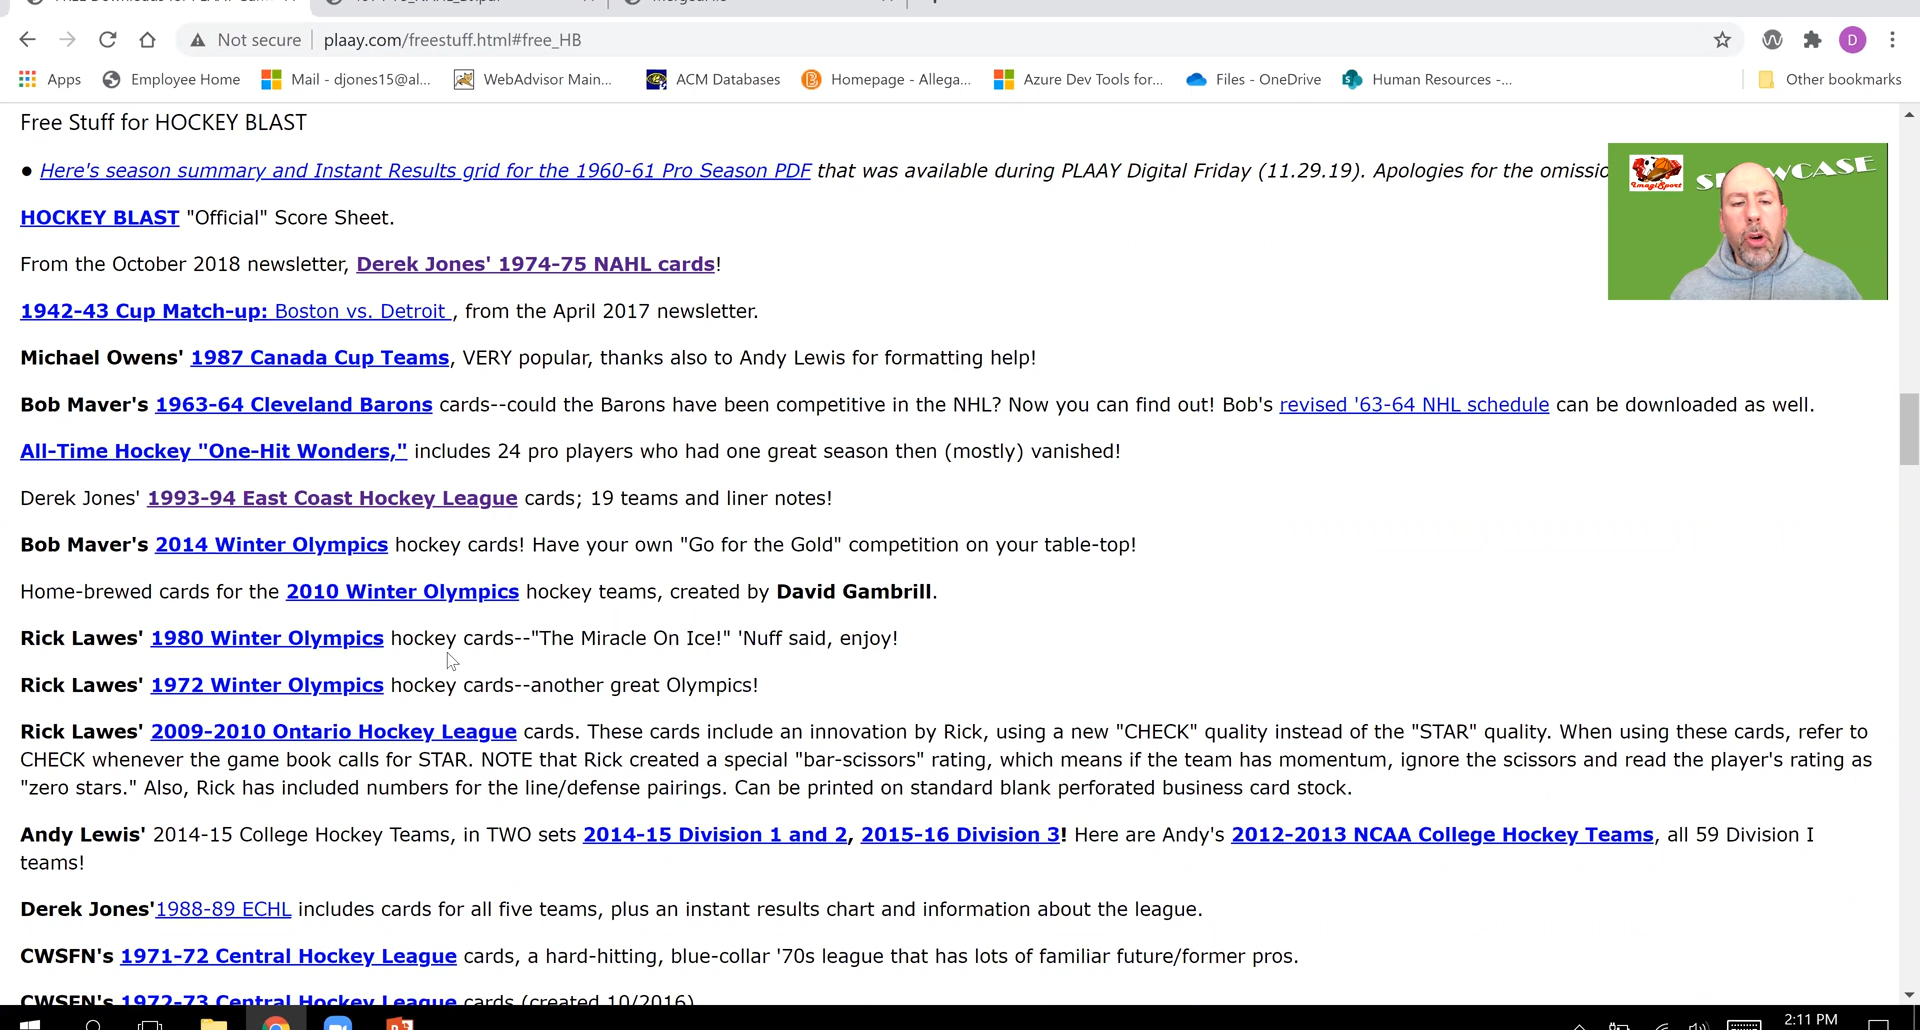 Not secure
plaay.com/freestuff.html#free_HB
D
Apps Employee Home Mail - djones15@al... WebAdvisor Main... ACM Databases Homepage - Allega... Azure Dev Tools for... Files - OneDrive Human Resources -... Other bookmarks
Free Stuff for HOCKEY BLAST
● Here's season summary and Instant Results grid for the 1960-61 Pro Season PDF that was available during PLAAY Digital Friday (11.29.19). Apologies for the omissio
ImagiSport
HOCKEY BLAST "Official" Score Sheet.
From the October 2018 newsletter, Derek Jones' 1974-75 NAHL cards!
1942-43 Cup Match-up: Boston vs. Detroit , from the April 2017 newsletter.
Michael Owens' 1987 Canada Cup Teams, VERY popular, thanks also to Andy Lewis for formatting help!
Bob Maver's 1963-64 Cleveland Barons cards--could the Barons have been competitive in the NHL? Now you can find out! Bob's revised '63-64 NHL schedule can be downloaded as well.
All-Time Hockey "One-Hit Wonders," includes 24 pro players who had one great season then (mostly) vanished!
Derek Jones' 1993-94 East Coast Hockey League cards; 19 teams and liner notes!
Bob Maver's 2014 Winter Olympics hockey cards! Have your own "Go for the Gold" competition on your table-top!
Home-brewed cards for the 2010 Winter Olympics hockey teams, created by David Gambrill.
Rick Lawes' 1980 Winter Olympics hockey cards--"The Miracle On Ice!" 'Nuff said, enjoy!
Rick Lawes' 1972 Winter Olympics hockey cards--another great Olympics!
Rick Lawes' 2009-2010 Ontario Hockey League cards. These cards include an innovation by Rick, using a new "CHECK" quality instead of the "STAR" quality. When using these cards, refer to
CHECK whenever the game book calls for STAR. NOTE that Rick created a special "bar-scissors" rating, which means if the team has momentum, ignore the scissors and read the player's rating as
"zero stars." Also, Rick has included numbers for the line/defense pairings. Can be printed on standard blank perforated business card stock.
Andy Lewis' 2014-15 College Hockey Teams, in TWO sets 2014-15 Division 1 and 2, 2015-16 Division 3! Here are Andy's 2012-2013 NCAA College Hockey Teams, all 59 Division I
teams!
Derek Jones'1988-89 ECHL includes cards for all five teams, plus an instant results chart and information about the league.
CWSFN's 1971-72 Central Hockey League cards, a hard-hitting, blue-collar '70s league that has lots of familiar future/former pros.
CWSFN's 1972-73 Central Hockey League cards (created 10/2016)
2:11 PM